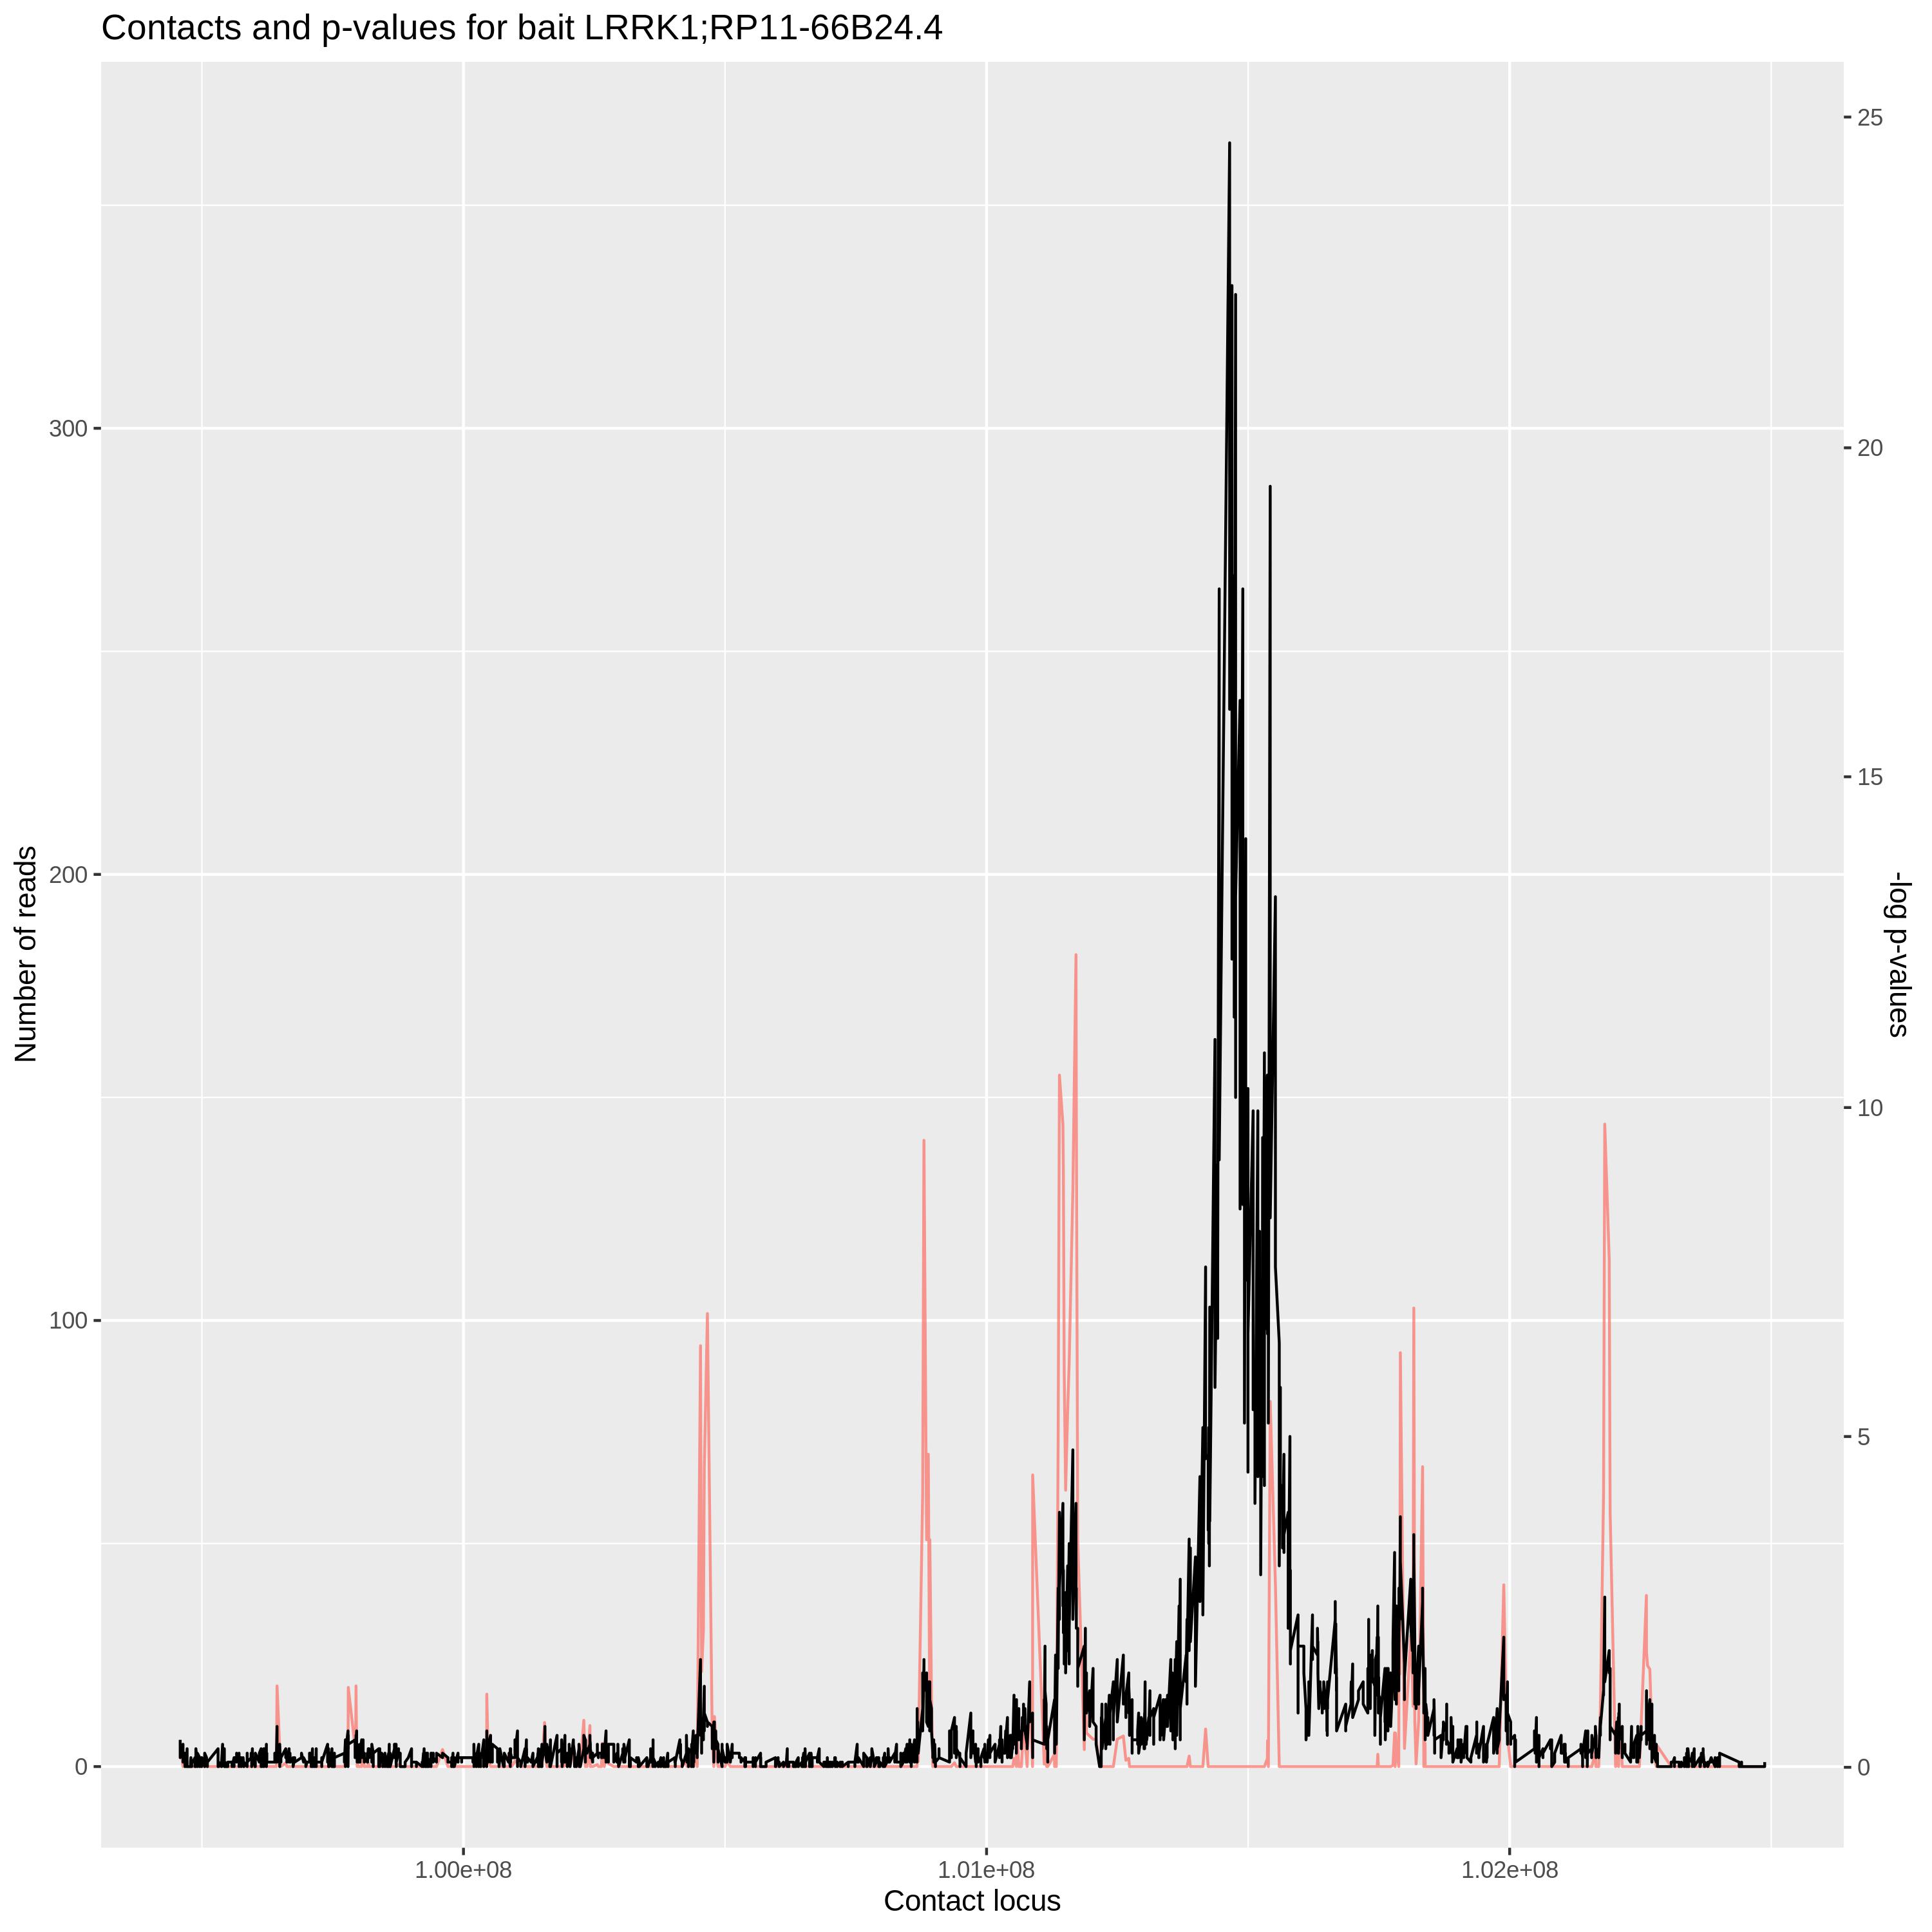 Contacts and p-values for bait LRRK1;RP11-66B24.4
Number of reads
300
200
100
0
25
20
15
10
5
0
-log p-values
1.00e+08
1.01e+08
1.02e+08
Contact locus